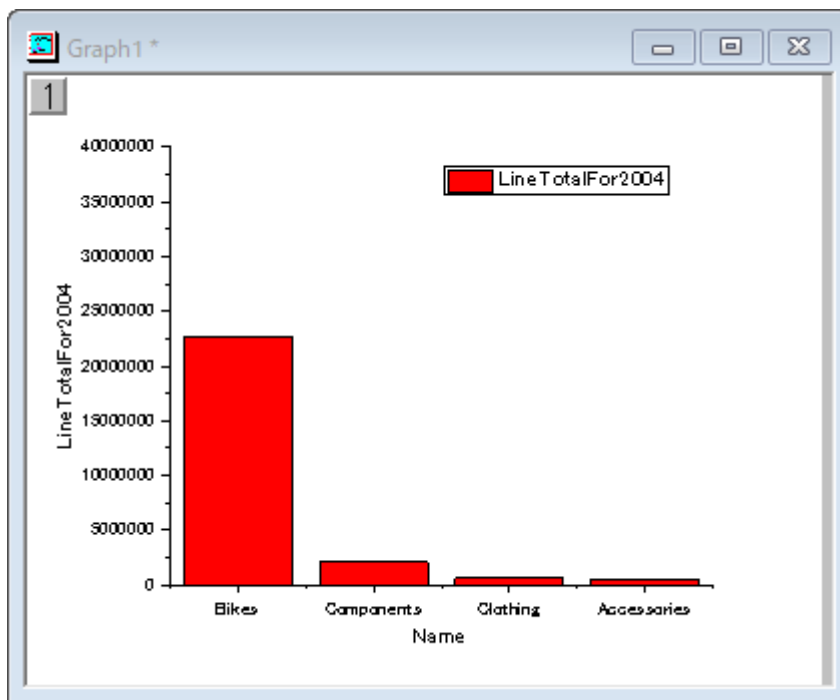 Graph1 *
1
LineTotalFor2004
40000000
35000000
30000000
25000000
20000000
15000000
10000000
5000000
0
LineTotalFor2004
Bikes
Components
Clothing
Accessories
Name